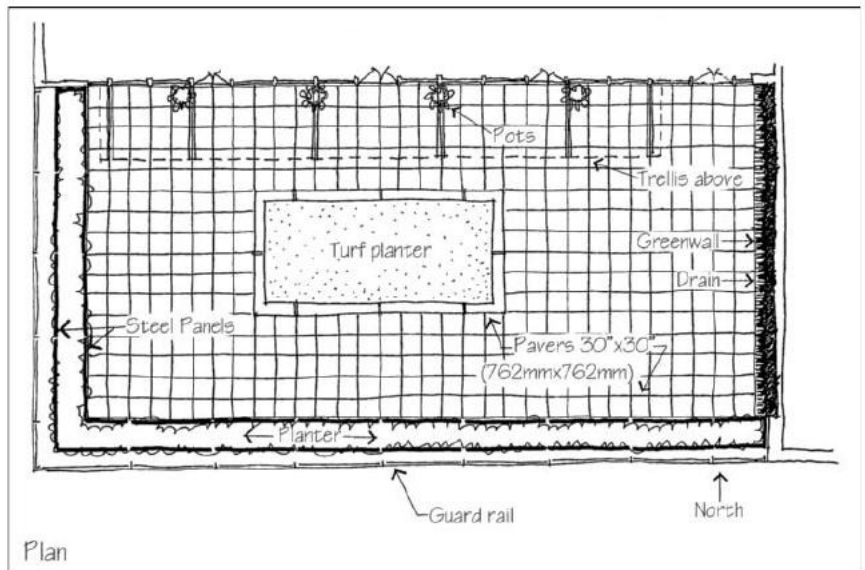 Pots
Trellis above
Greenwall
Turf planter
Drain
Steel Panels
Pavers 30"x30"
(762mmx762mm)
Planter
North
Guard rail
Plan